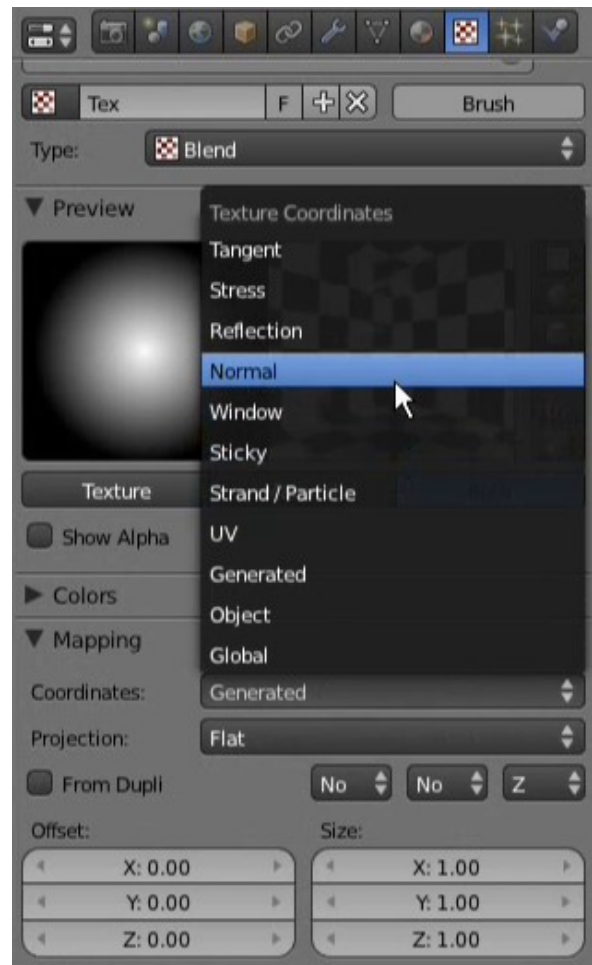 Tex F Brush
Type: Blend
Preview
Texture Coordinates
Tangent
Stress
Reflection
Normal
Window
Sticky
Texture
Strand / Particle
Show Alpha
UV
Generated
Colors
Object
Mapping
Global
Coordinates: Generated
Projection: Flat
From Dupli No No Z
Offset: Size:
X: 0.00 X: 1.00
Y: 0.00 Y: 1.00
Z: 0.00 Z: 1.00